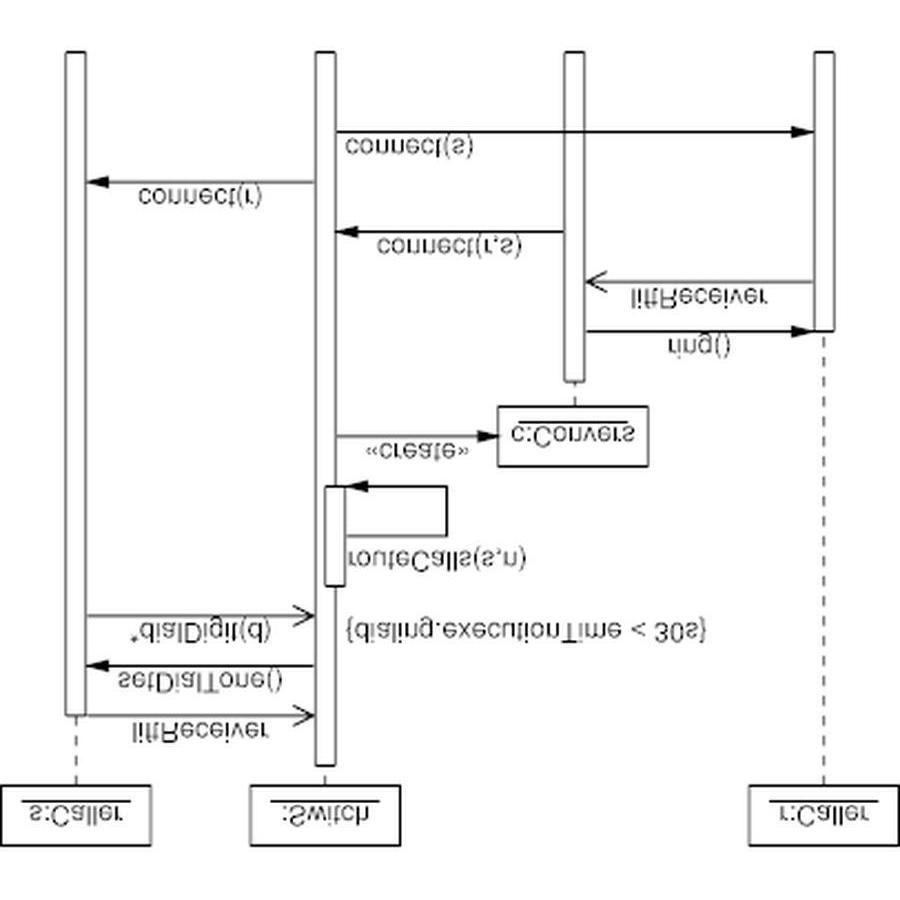 s:Caller
:Switch
r:Caller
liftReceiver
setDialTone()
*dialDigit(d)
{dialing.executionTime < 30s}
routeCalls(s,n)
«create»
c:Convers
ring()
liftReceiver
connect(r,s)
connect(r)
connect(s)